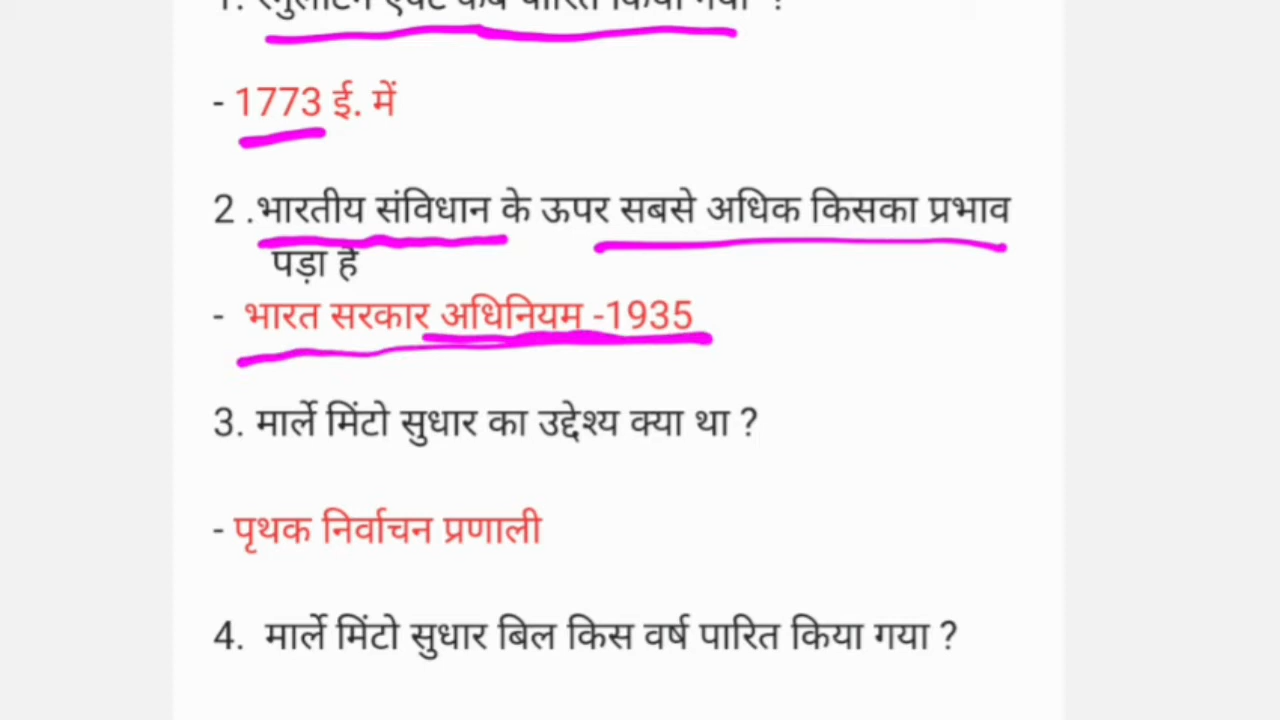 - 1773 ई. में
2 .भारतीय संविधान के ऊपर सबसे अधिक किसका प्रभाव
पड़ा है
- भारत सरकार अधिनियम -1935
3. मार्ले मिंटो सुधार का उद्देश्य क्या था ?
- पृथक निर्वाचन प्रणाली
4. मार्ले मिंटो सुधार बिल किस वर्ष पारित किया गया ?